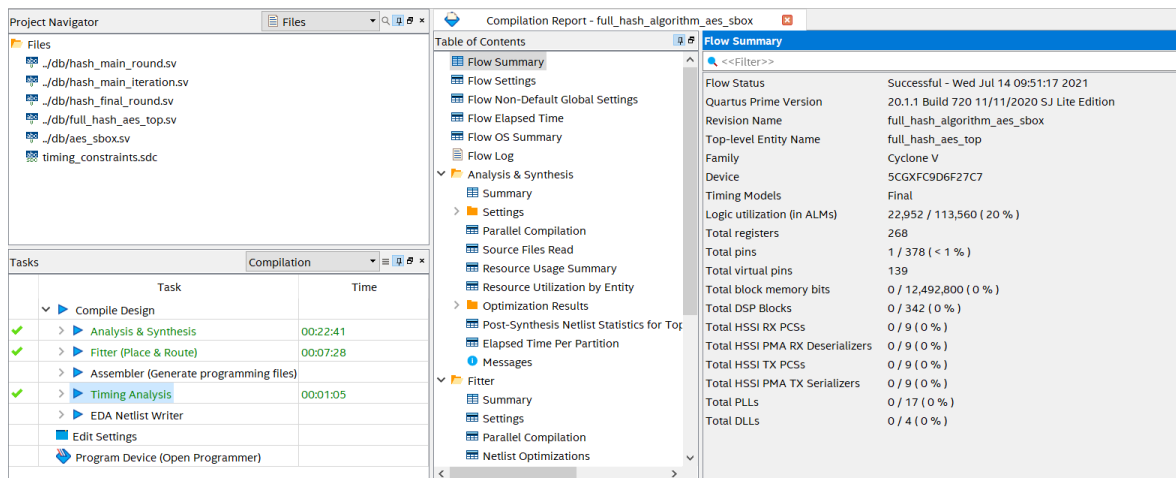 Project Navigator Files
Files
../db/hash_main_round.sv
../db/hash_main_iteration.sv
../db/hash_final_round.sv
../db/full_hash_aes_top.sv
../db/aes_sbox.sv
timing_constraints.sdc
Tasks Compilation
Task Time
Compile Design
Analysis & Synthesis 00:22:41
Fitter (Place & Route) 00:07:28
Assembler (Generate programming files)
Timing Analysis 00:01:05
EDA Netlist Writer
Edit Settings
Program Device (Open Programmer)
Compilation Report - full_hash_algorithm_aes_sbox
Table of Contents
Flow Summary
Flow Settings
Flow Non-Default Global Settings
Flow Elapsed Time
Flow OS Summary
Flow Log
Analysis & Synthesis
Summary
Settings
Parallel Compilation
Source Files Read
Resource Usage Summary
Resource Utilization by Entity
Optimization Results
Post-Synthesis Netlist Statistics for Top
Elapsed Time Per Partition
Messages
Fitter
Summary
Settings
Parallel Compilation
Netlist Optimizations
Flow Summary
<<Filter>>
Flow Status Successful - Wed Jul 14 09:51:17 2021
Quartus Prime Version 20.1.1 Build 720 11/11/2020 SJ Lite Edition
Revision Name full_hash_algorithm_aes_sbox
Top-level Entity Name full_hash_aes_top
Family Cyclone V
Device 5CGXFC9D6F27C7
Timing Models Final
Logic utilization (in ALMs) 22,952 / 113,560 ( 20 % )
Total registers 268
Total pins 1 / 378 ( < 1 % )
Total virtual pins 139
Total block memory bits 0 / 12,492,800 ( 0 % )
Total DSP Blocks 0 / 342 ( 0 % )
Total HSSI RX PCSs 0 / 9 ( 0 % )
Total HSSI PMA RX Deserializers 0 / 9 ( 0 % )
Total HSSI TX PCSs 0 / 9 ( 0 % )
Total HSSI PMA TX Serializers 0 / 9 ( 0 % )
Total PLLs 0 / 17 ( 0 % )
Total DLLs 0 / 4 ( 0 % )